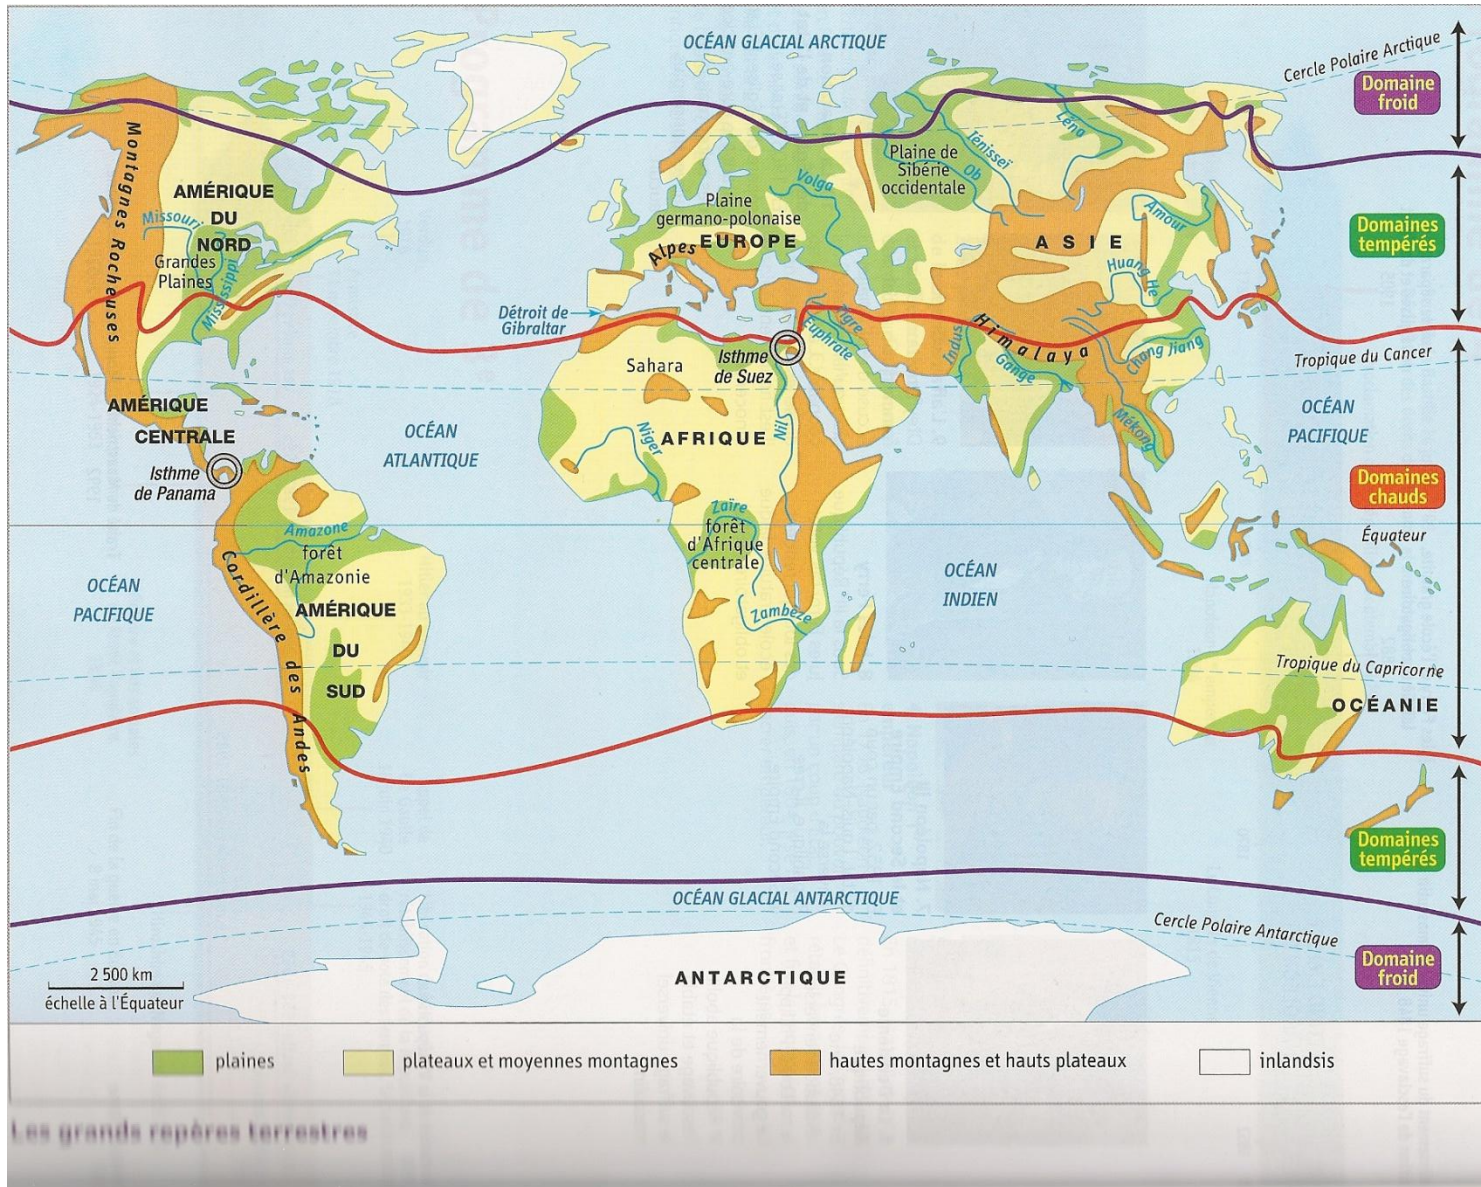 OCÉAN GLACIAL ARCTIQUE
Cercle Polaire Arctique
Domaine
froid
Montagnes Rocheuses
AMÉRIQUE
DU
NORD
Missouri
Grandes
Plaines
Mississippi
Plaine de
Sibérie
occidentale
Ob
Iénisseï
Léna
Volga
Plaine
germano-polonaise
EUROPE
Alpes
ASIE
Amour
Huang He
Domaines
tempérés
Détroit de
Gibraltar
Isthme
de Suez
Tigre
Euphrate
Indus
Himalaya
Gange
Chang Jiang
Mékong
Tropique du Cancer
Sahara
AMÉRIQUE
CENTRALE
Isthme
de Panama
OCÉAN
ATLANTIQUE
Niger
AFRIQUE
Nil
OCÉAN
PACIFIQUE
Domaines
chauds
Équateur
Amazone
forêt
d'Amazonie
Zaïre
forêt
d'Afrique
centrale
Zambèze
OCÉAN
INDIEN
OCÉAN
PACIFIQUE
Cordillère des Andes
AMÉRIQUE
DU
SUD
Tropique du Capricorne
OCÉANIE
Domaines
tempérés
OCÉAN GLACIAL ANTARCTIQUE
Cercle Polaire Antarctique
ANTARCTIQUE
Domaine
froid
2 500 km
échelle à l'Équateur
plaines
plateaux et moyennes montagnes
hautes montagnes et hauts plateaux
inlandsis
Les grands repères terrestres